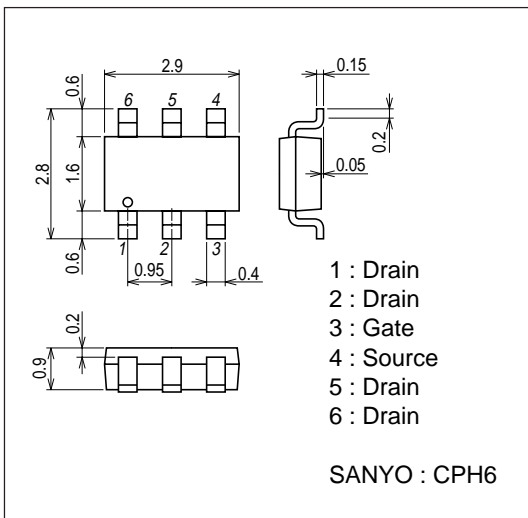 2.9
0.15
0.6
6
5
4
0.2
2.8
1.6
0.05
0.6
1
2
3
0.95
0.4
0.2
0.9
1 : Drain
2 : Drain
3 : Gate
4 : Source
5 : Drain
6 : Drain
SANYO : CPH6